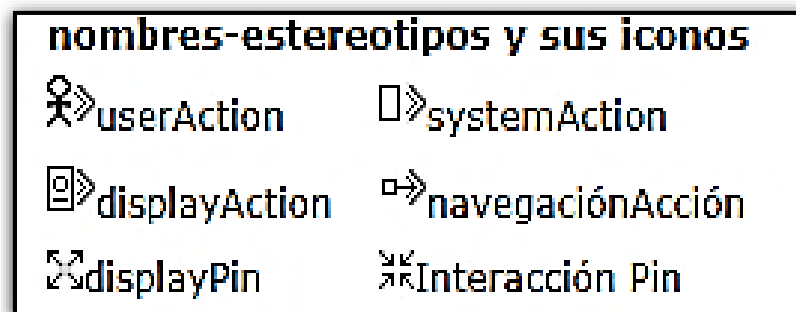 nombres-estereotipos y sus iconos
userAction systemAction
displayAction navegaciónAcción
displayPin Interacción Pin